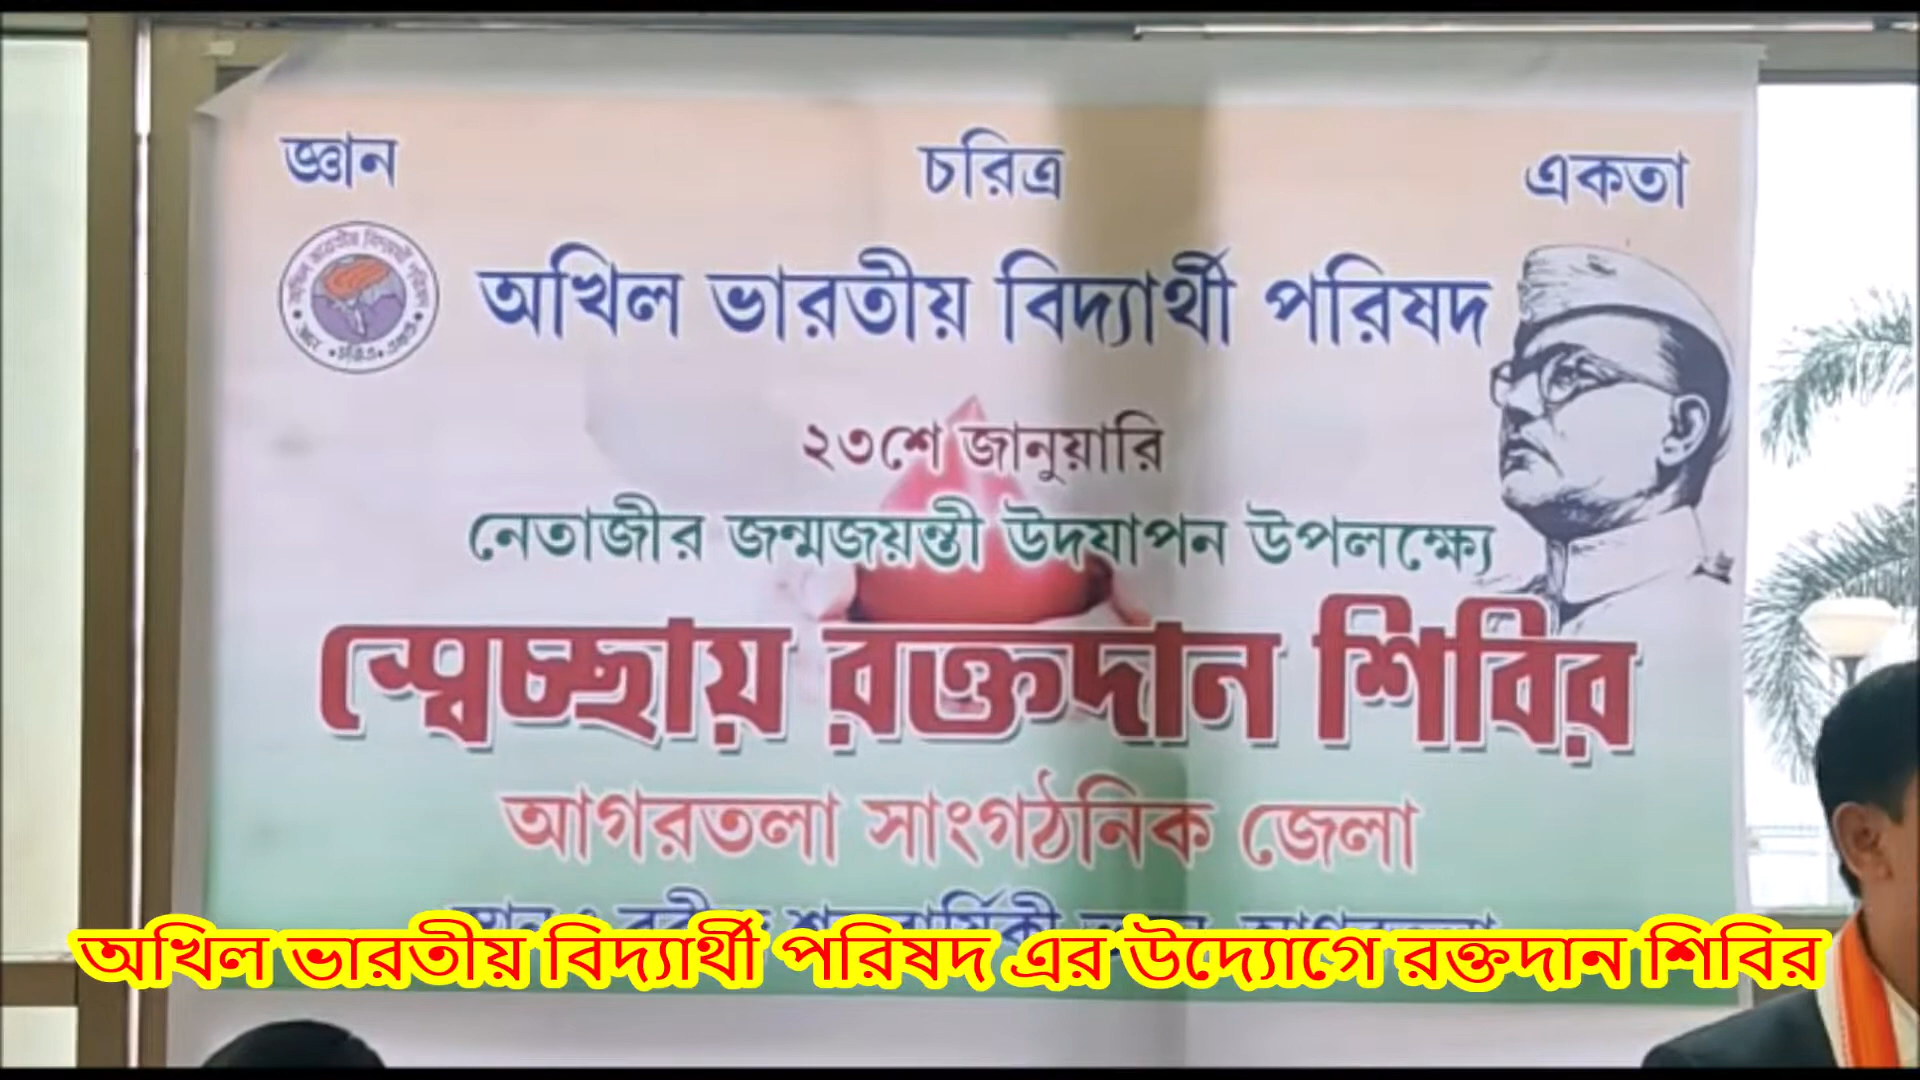 জ্ঞান চরিত্র একতা
অখিল ভারতীয় বিদ্যার্থী পরিষদ
২৩শে জানুয়ারি
নেতাজীর জন্মজয়ন্তী উদযাপন উপলক্ষ্যে
স্বেচ্ছায় রক্তদান শিবির
আগরতলা সাংগঠনিক জেলা
অখিল ভারতীয় বিদ্যার্থী পরিষদ এর উদ্যোগে রক্তদান শিবির